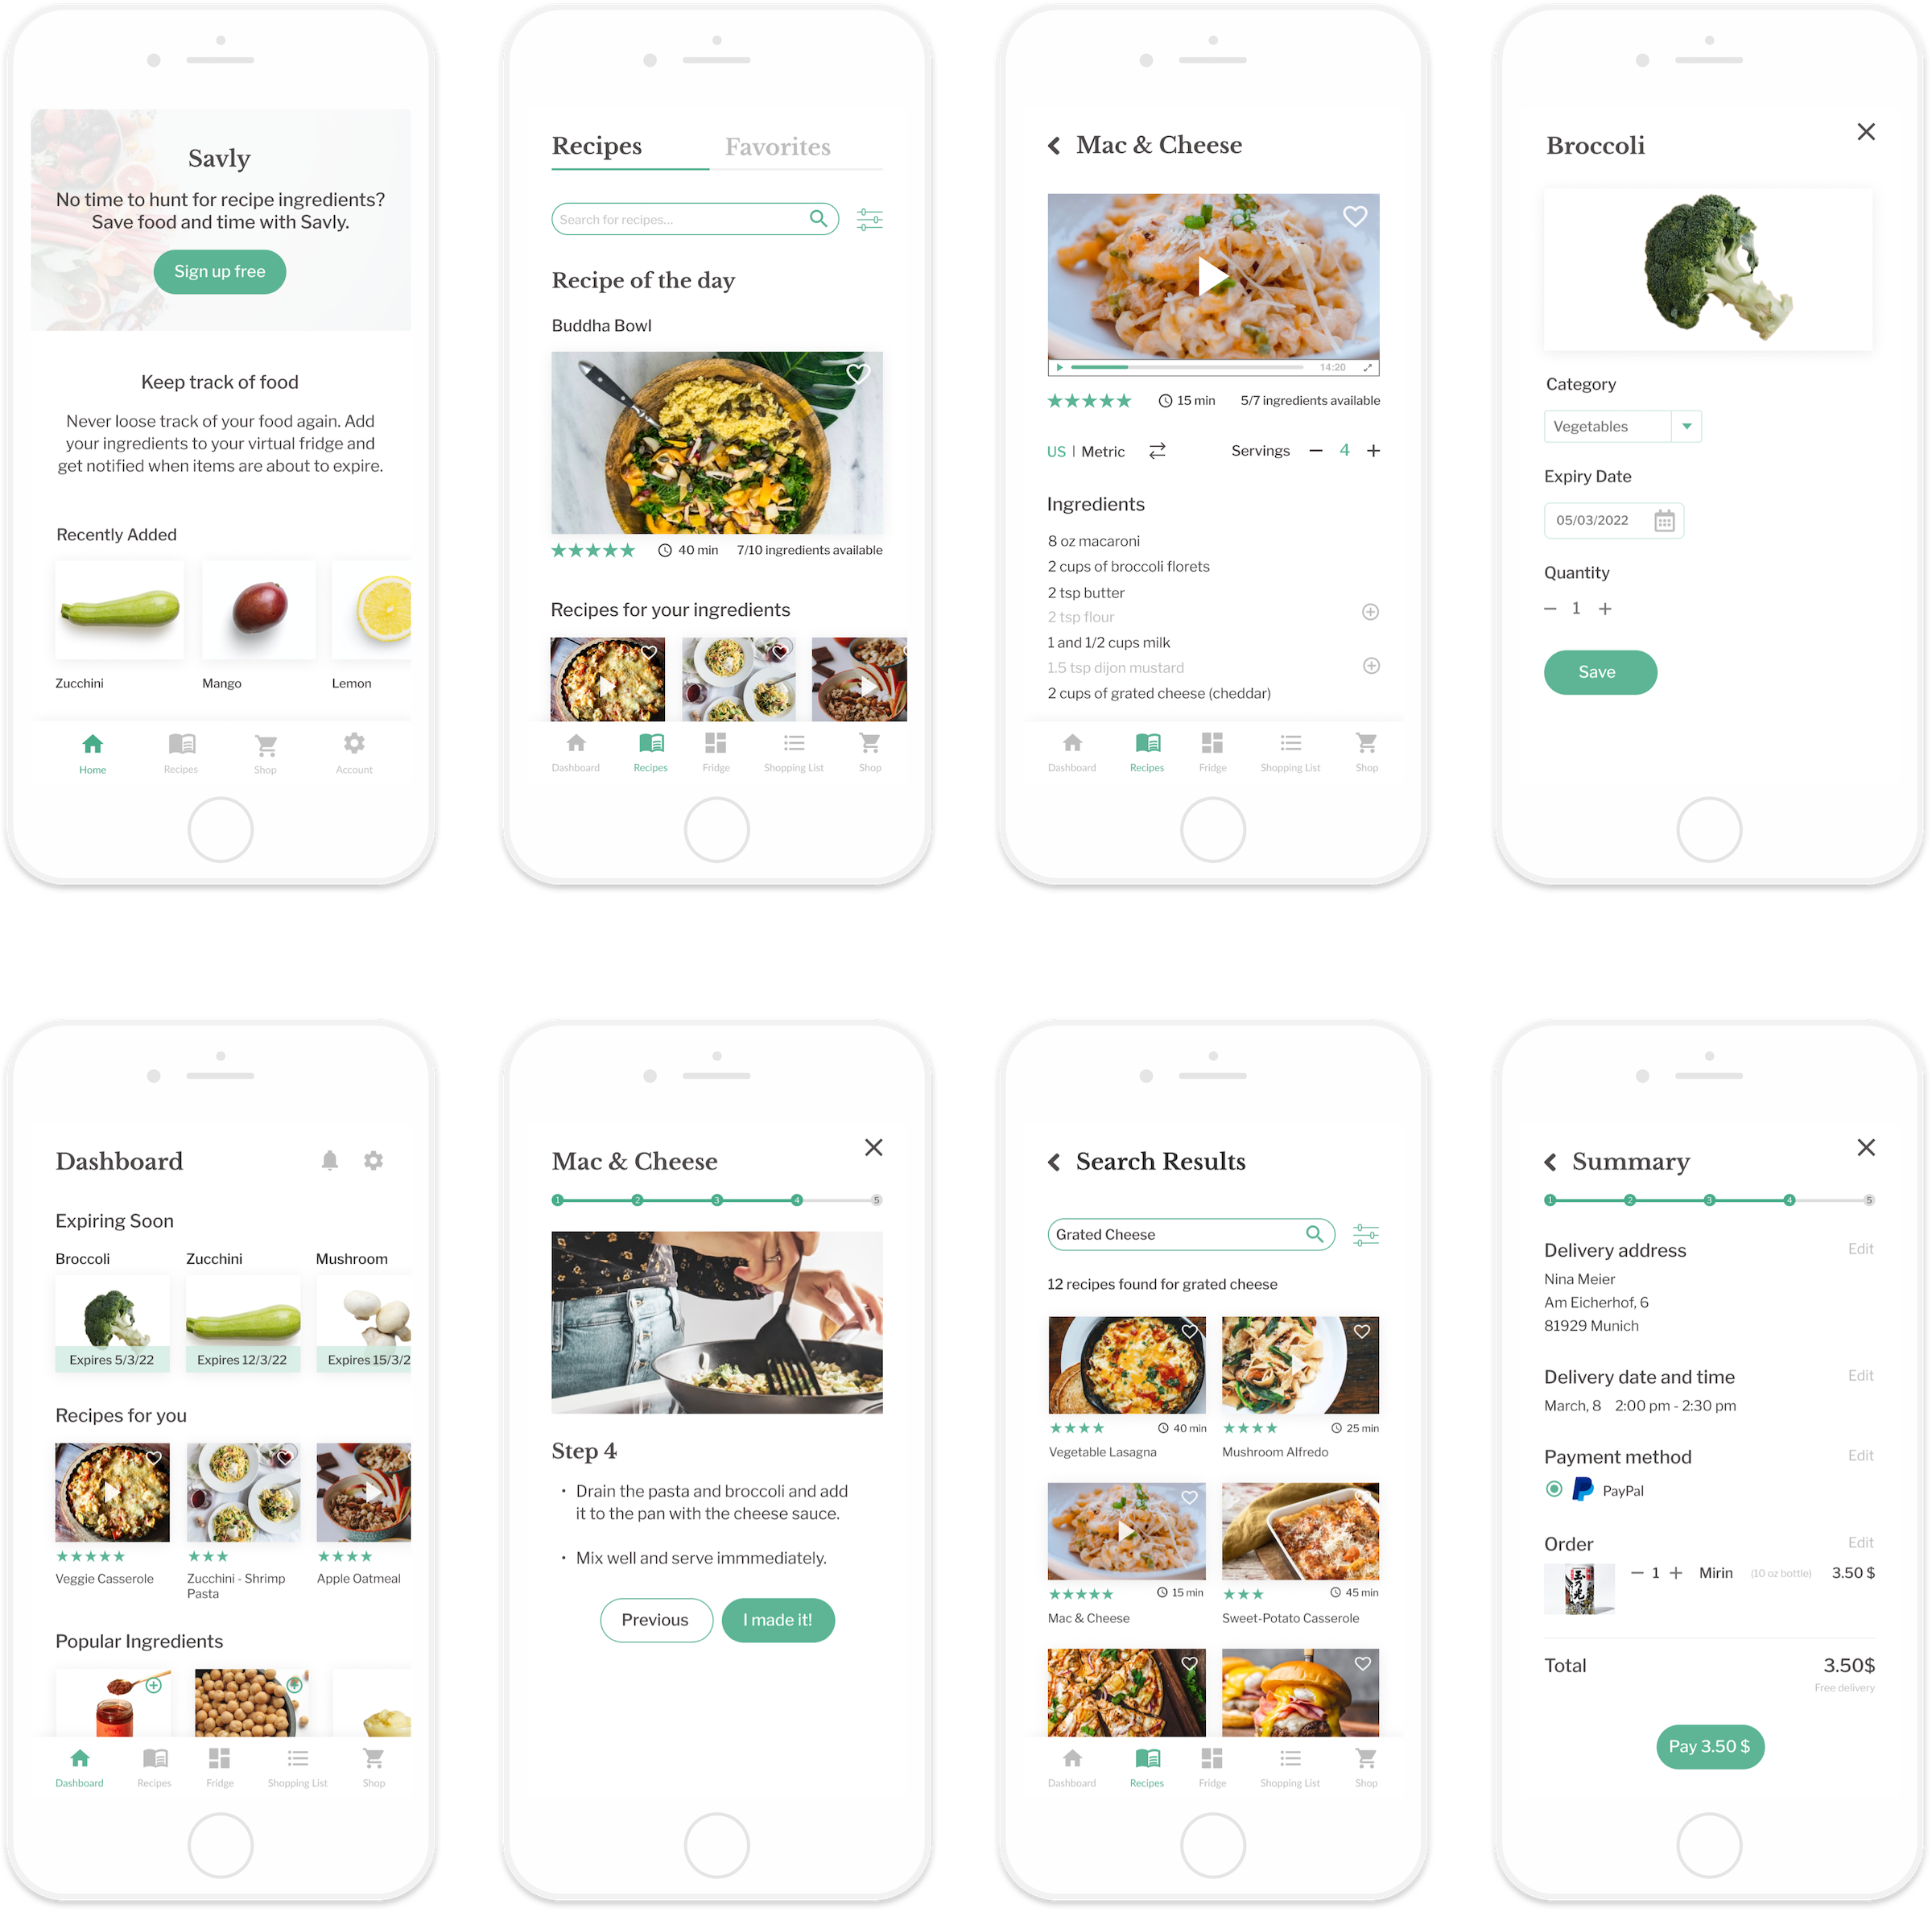 Savly
No time to hunt for recipe ingredients?
Save food and time with Savly.
Sign up free
Keep track of food
Never loose track of your food again. Add
your ingredients to your virtual fridge and
get notified when items are about to expire.
Recently Added
Zucchini Mango Lemon
Home Recipes Shop Account
Recipes Favorites
Search for recipes...
Recipe of the day
Buddha Bowl
40 min 7/10 ingredients available
Recipes for your ingredients
Dashboard Recipes Fridge Shopping List Shop
Mac & Cheese
14:20
15 min 5/7 ingredients available
US | Metric Servings − 4 +
Ingredients
8 oz macaroni
2 cups of broccoli florets
2 tsp butter
2 tsp flour
1 and 1/2 cups milk
1.5 tsp dijon mustard
2 cups of grated cheese (cheddar)
Dashboard Recipes Fridge Shopping List Shop
Broccoli
Category
Vegetables
Expiry Date
05/03/2022
Quantity
− 1 +
Save
Dashboard
Expiring Soon
Broccoli Zucchini Mushroom
Expires 5/3/22 Expires 12/3/22 Expires 15/3/2
Recipes for you
Veggie Casserole Zucchini - Shrimp Apple Oatmeal
Pasta
Popular Ingredients
Dashboard Recipes Fridge Shopping List Shop
Mac & Cheese
1 2 3 4 5
Step 4
• Drain the pasta and broccoli and add
it to the pan with the cheese sauce.
• Mix well and serve immmediately.
Previous I made it!
Search Results
Grated Cheese
12 recipes found for grated cheese
40 min 25 min
Vegetable Lasagna Mushroom Alfredo
15 min 45 min
Mac & Cheese Sweet-Potato Casserole
Dashboard Recipes Fridge Shopping List Shop
Summary
1 2 3 4 5
Delivery address Edit
Nina Meier
Am Eicherhof, 6
81929 Munich
Delivery date and time Edit
March, 8 2:00 pm - 2:30 pm
Payment method Edit
PayPal
Order Edit
玉乃光
− 1 + Mirin (10 oz bottle) 3.50 $
Total 3.50$
Free delivery
Pay 3.50 $